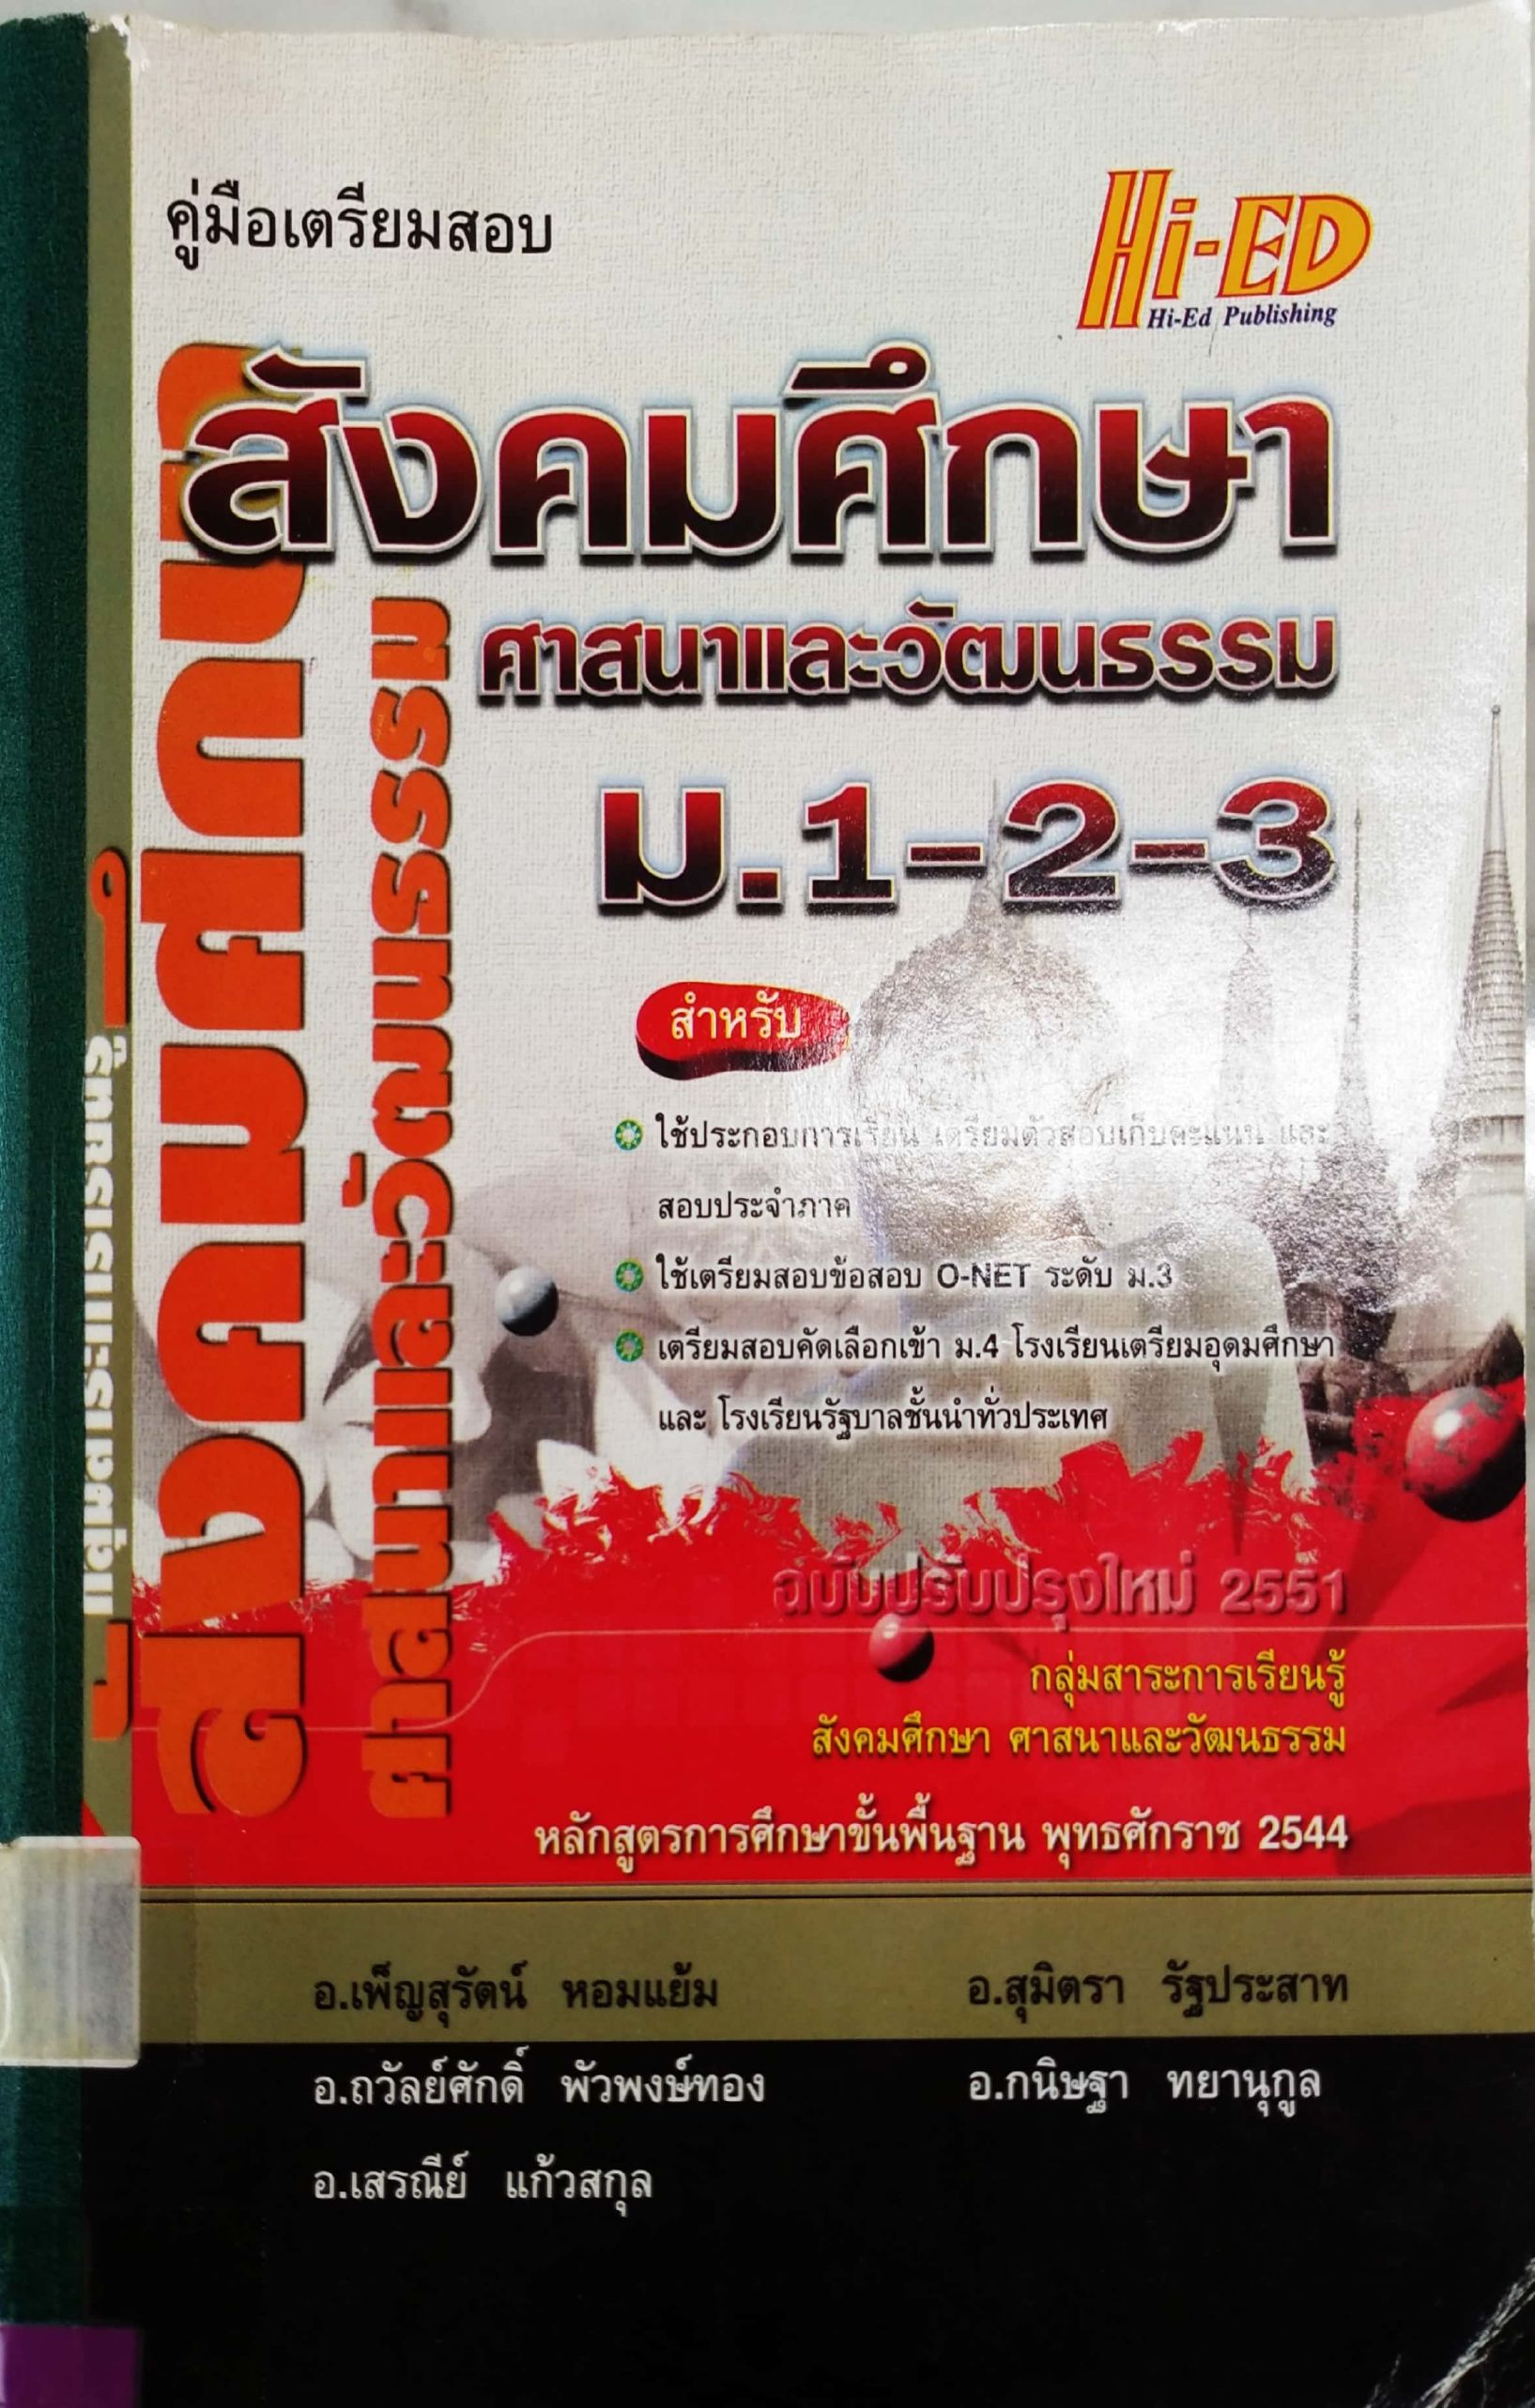 คู่มือเตรียมสอบ
Hi-ED
Hi-Ed Publishing
สังคมศึกษา
ศาสนาและวัฒนธรรม
ม.1-2-3
สำหรับ
ใช้ประกอบการเรียน เตรียมตัวสอบเก็บคะแนน และ
สอบประจำภาค
ใช้เตรียมสอบข้อสอบ O-NET ระดับ ม.3
เตรียมสอบคัดเลือกเข้า ม.4 โรงเรียนเตรียมอุดมศึกษา
และ โรงเรียนรัฐบาลชั้นนำทั่วประเทศ
ฉบับปรับปรุงใหม่ 2551
กลุ่มสาระการเรียนรู้
สังคมศึกษา ศาสนาและวัฒนธรรม
หลักสูตรการศึกษาขั้นพื้นฐาน พุทธศักราช 2544
อ.เพ็ญสุรัตน์ หอมแย้ม
อ.สุมิตรา รัฐประสาท
อ.ถวัลย์ศักดิ์ พัวพงษ์ทอง
อ.กนิษฐา ทยานุกูล
อ.เสรณีย์ แก้วสกุล
สังคมศึกษา
ศาสนาและวัฒนธรรม
กลุ่มสาระการเรียนรู้